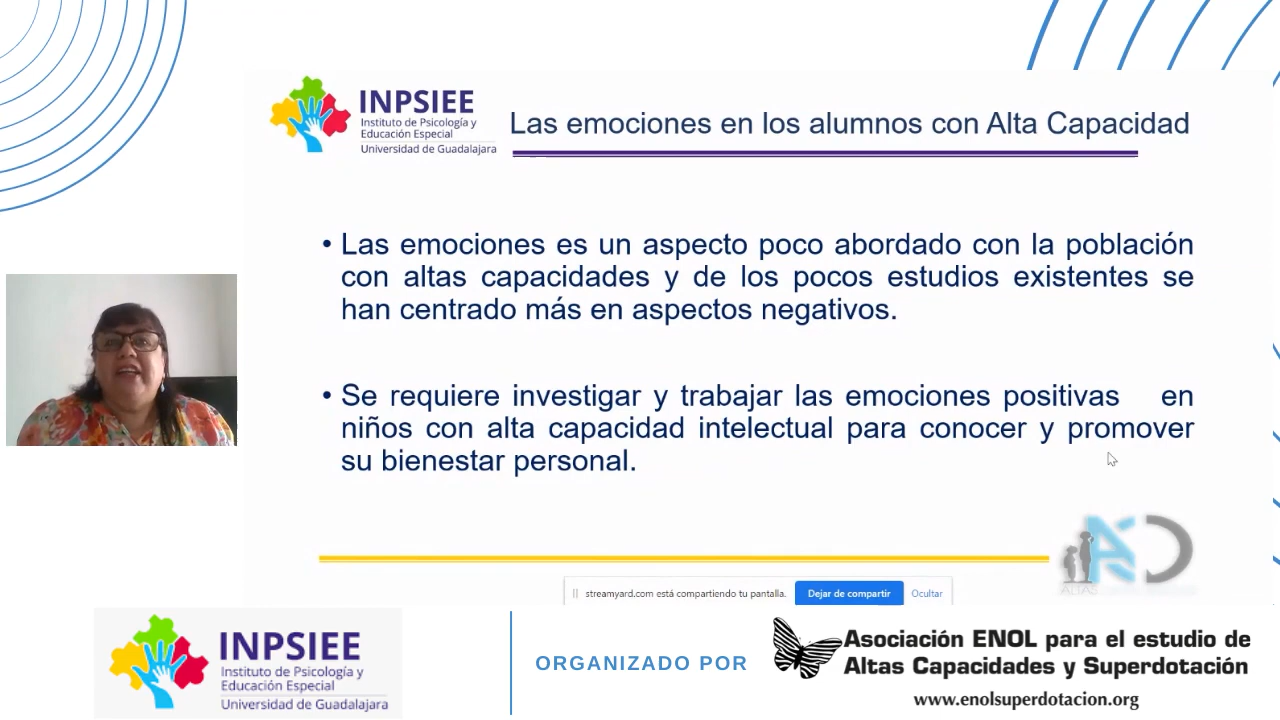 INPSIEE
Instituto de Psicología y
Educación Especial
Universidad de Guadalajara
Las emociones en los alumnos con Alta Capacidad
• Las emociones es un aspecto poco abordado con la población
con altas capacidades y de los pocos estudios existentes se
han centrado más en aspectos negativos.
• Se requiere investigar y trabajar las emociones positivas en
niños con alta capacidad intelectual para conocer y promover
su bienestar personal.
streamyard.com está compartiendo tu pantalla.
Dejar de compartir
Ocultar
INPSIEE
Instituto de Psicología y
Educación Especial
Universidad de Guadalajara
ORGANIZADO POR
Asociación ENOL para el estudio de
Altas Capacidades y Superdotación
www.enolsuperdotacion.org